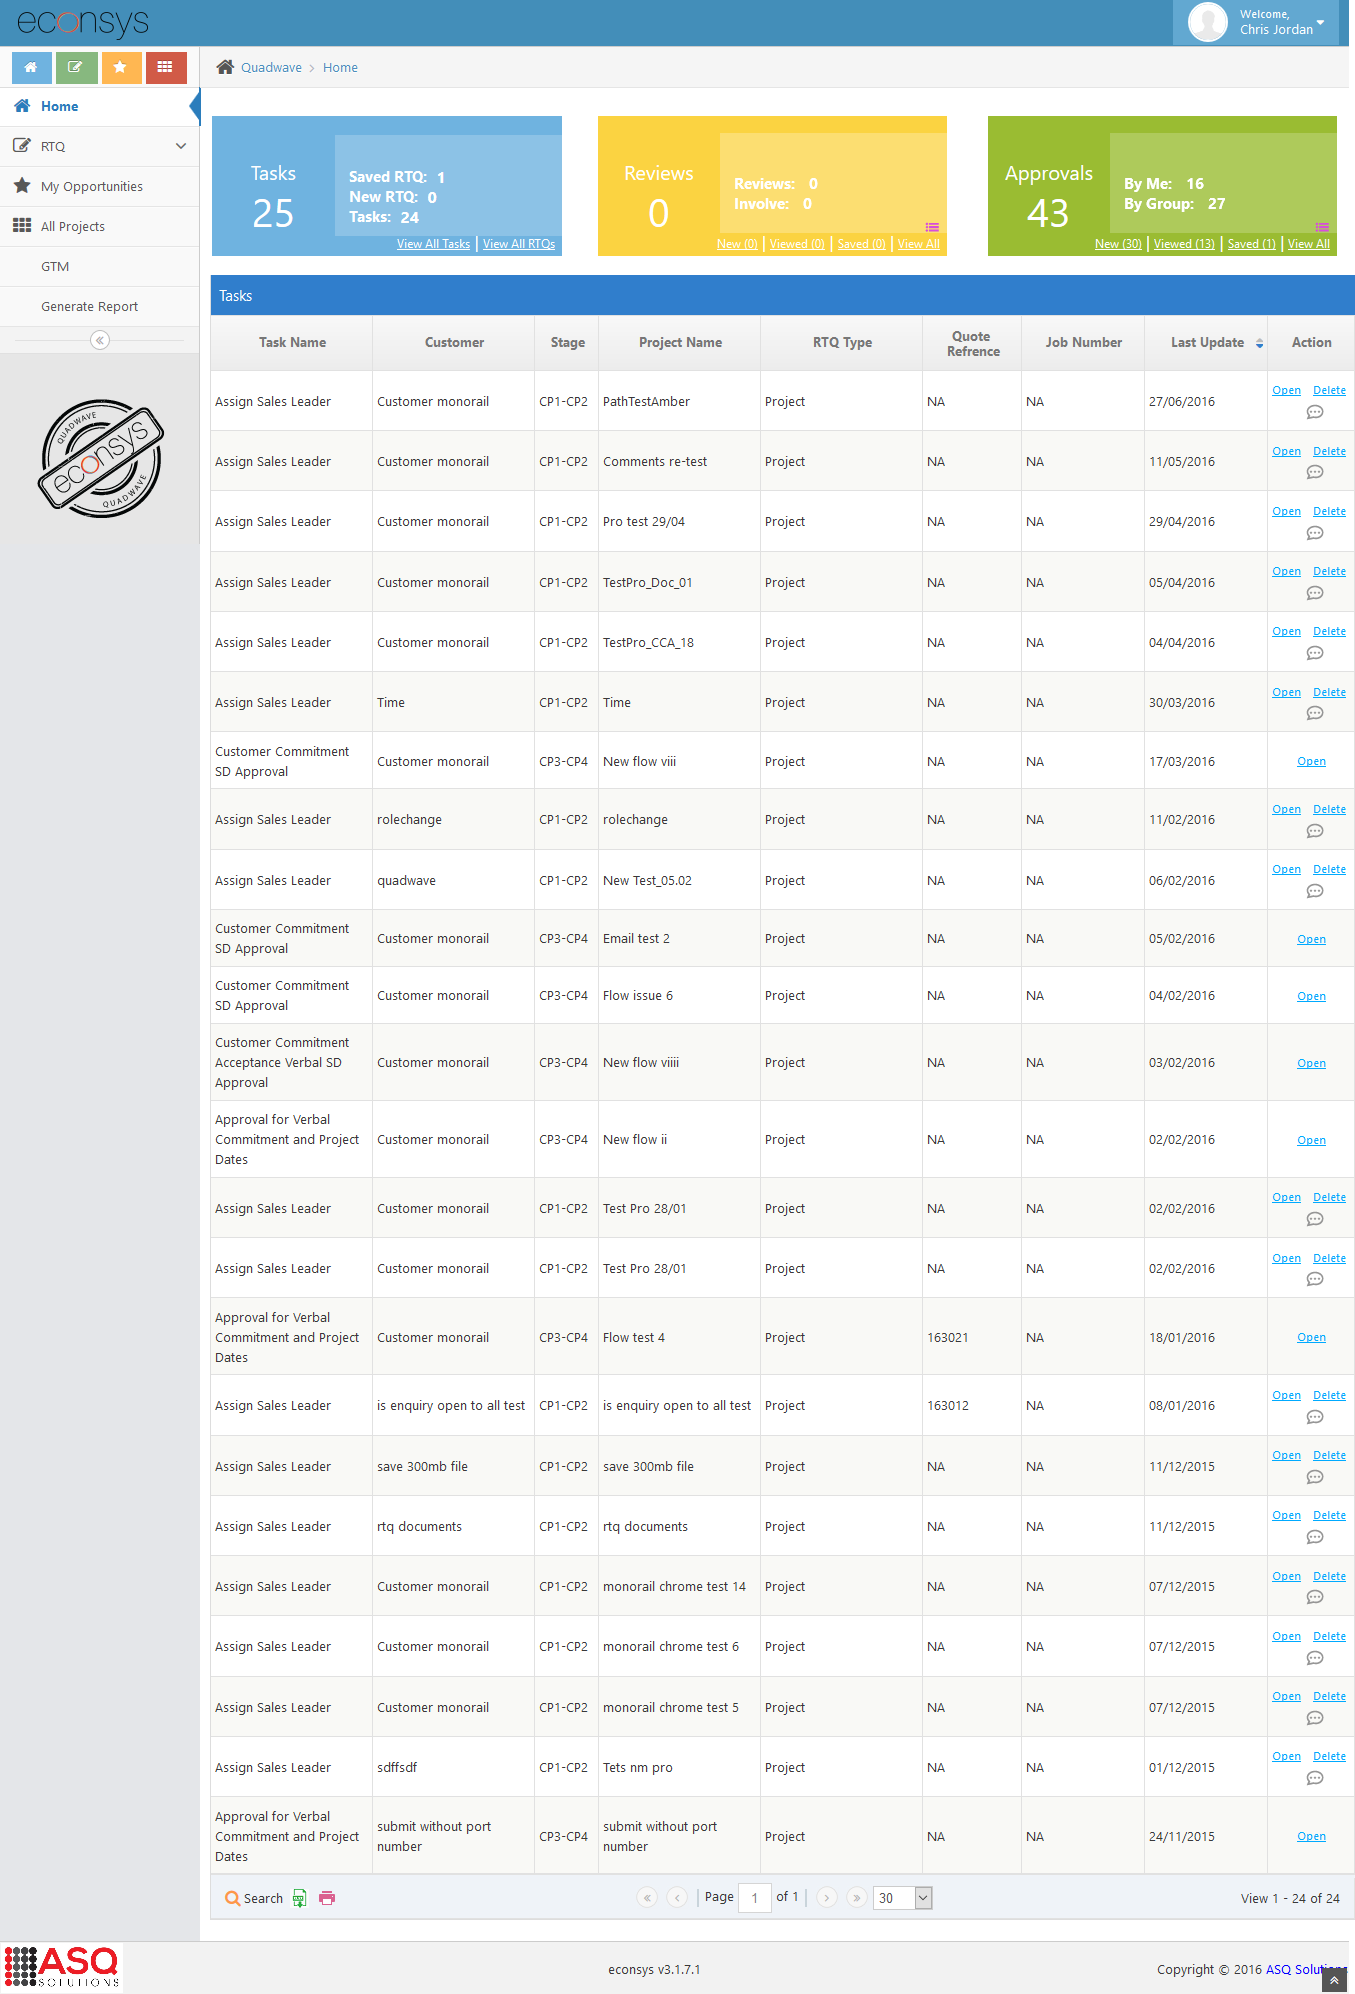 econsys
Welcome,
Chris Jordan
Quadwave > Home
Home
RTQ
My Opportunities
All Projects
GTM
Generate Report
QUADWAVE
econsys
QUADWAVE
Tasks
25
Saved RTQ: 1
New RTQ: 0
Tasks: 24
View All Tasks | View All RTQs
Reviews
0
Reviews: 0
Involve: 0
New (0) | Viewed (0) | Saved (0) | View All
Approvals
43
By Me: 16
By Group: 27
New (30) | Viewed (13) | Saved (1) | View All
Tasks
Task Name Customer Stage Project Name RTQ Type Quote Refrence Job Number Last Update Action
Assign Sales Leader Customer monorail CP1-CP2 PathTestAmber Project NA NA 27/06/2016 Open Delete
Assign Sales Leader Customer monorail CP1-CP2 Comments re-test Project NA NA 11/05/2016 Open Delete
Assign Sales Leader Customer monorail CP1-CP2 Pro test 29/04 Project NA NA 29/04/2016 Open Delete
Assign Sales Leader Customer monorail CP1-CP2 TestPro_Doc_01 Project NA NA 05/04/2016 Open Delete
Assign Sales Leader Customer monorail CP1-CP2 TestPro_CCA_18 Project NA NA 04/04/2016 Open Delete
Assign Sales Leader Time CP1-CP2 Time Project NA NA 30/03/2016 Open Delete
Customer Commitment SD Approval Customer monorail CP3-CP4 New flow viii Project NA NA 17/03/2016 Open
Assign Sales Leader rolechange CP1-CP2 rolechange Project NA NA 11/02/2016 Open Delete
Assign Sales Leader quadwave CP1-CP2 New Test_05.02 Project NA NA 06/02/2016 Open Delete
Customer Commitment SD Approval Customer monorail CP3-CP4 Email test 2 Project NA NA 05/02/2016 Open
Customer Commitment SD Approval Customer monorail CP3-CP4 Flow issue 6 Project NA NA 04/02/2016 Open
Customer Commitment Acceptance Verbal SD Approval Customer monorail CP3-CP4 New flow viiii Project NA NA 03/02/2016 Open
Approval for Verbal Commitment and Project Dates Customer monorail CP3-CP4 New flow ii Project NA NA 02/02/2016 Open
Assign Sales Leader Customer monorail CP1-CP2 Test Pro 28/01 Project NA NA 02/02/2016 Open Delete
Assign Sales Leader Customer monorail CP1-CP2 Test Pro 28/01 Project NA NA 02/02/2016 Open Delete
Approval for Verbal Commitment and Project Dates Customer monorail CP3-CP4 Flow test 4 Project 163021 NA 18/01/2016 Open
Assign Sales Leader is enquiry open to all test CP1-CP2 is enquiry open to all test Project 163012 NA 08/01/2016 Open Delete
Assign Sales Leader save 300mb file CP1-CP2 save 300mb file Project NA NA 11/12/2015 Open Delete
Assign Sales Leader rtq documents CP1-CP2 rtq documents Project NA NA 11/12/2015 Open Delete
Assign Sales Leader Customer monorail CP1-CP2 monorail chrome test 14 Project NA NA 07/12/2015 Open Delete
Assign Sales Leader Customer monorail CP1-CP2 monorail chrome test 6 Project NA NA 07/12/2015 Open Delete
Assign Sales Leader Customer monorail CP1-CP2 monorail chrome test 5 Project NA NA 07/12/2015 Open Delete
Assign Sales Leader sdffsdf CP1-CP2 Tets nm pro Project NA NA 01/12/2015 Open Delete
Approval for Verbal Commitment and Project Dates submit without port number CP3-CP4 submit without port number Project NA NA 24/11/2015 Open
Search Page 1 of 1 30 View 1 - 24 of 24
ASQ
SOLUTIONS
econsys v3.1.7.1
Copyright © 2016 ASQ Solutions